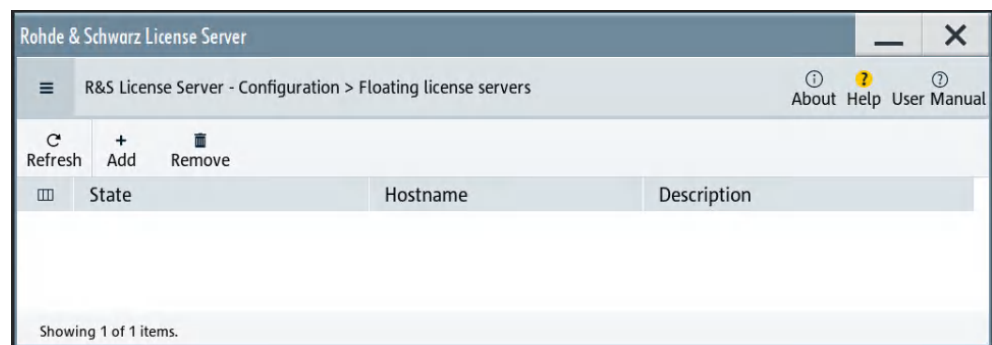 Rohde & Schwarz License Server
R&S License Server - Configuration > Floating license servers
About Help User Manual
Refresh Add Remove
State Hostname Description
Showing 1 of 1 items.